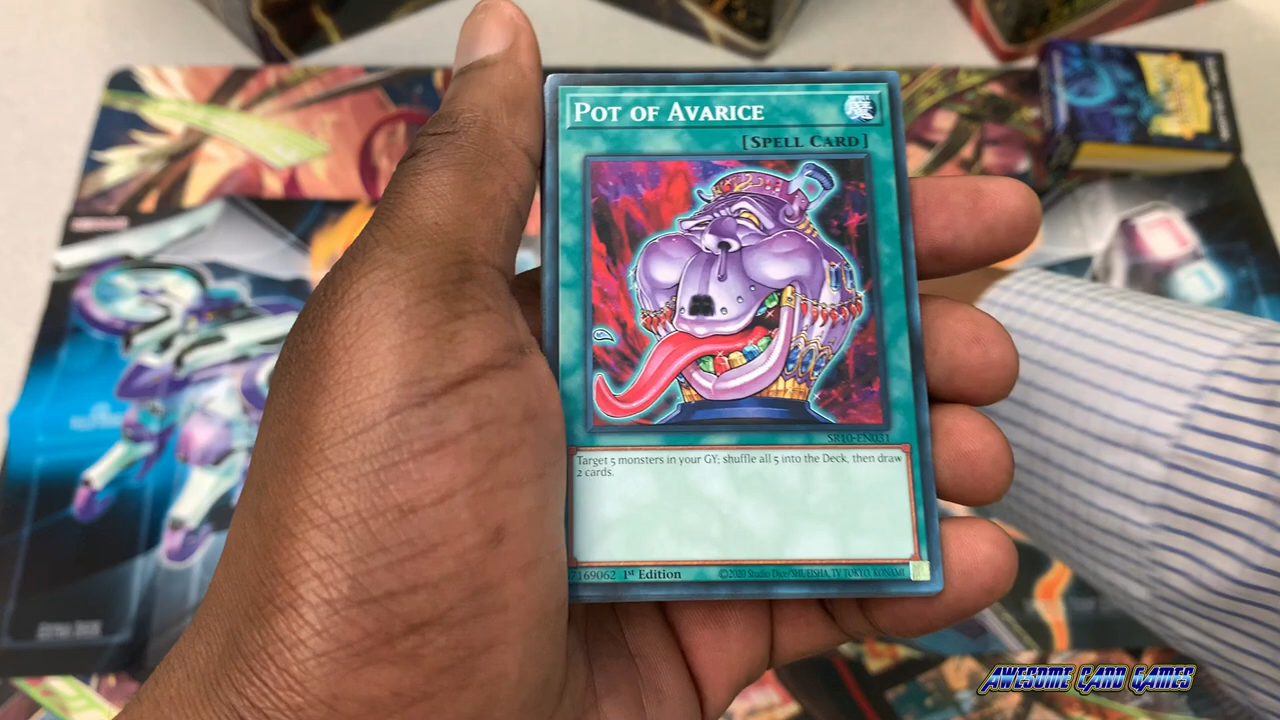 POT OF AVARICE
[SPELL CARD]
SR10-EN031
Target 5 monsters in your GY; shuffle all 5 into the Deck, then draw
2 cards.
7169062 1st Edition ©2020 Studio Dice/SHUEISHA, TV TOKYO, KONAMI
AWESOME CARD GAMES